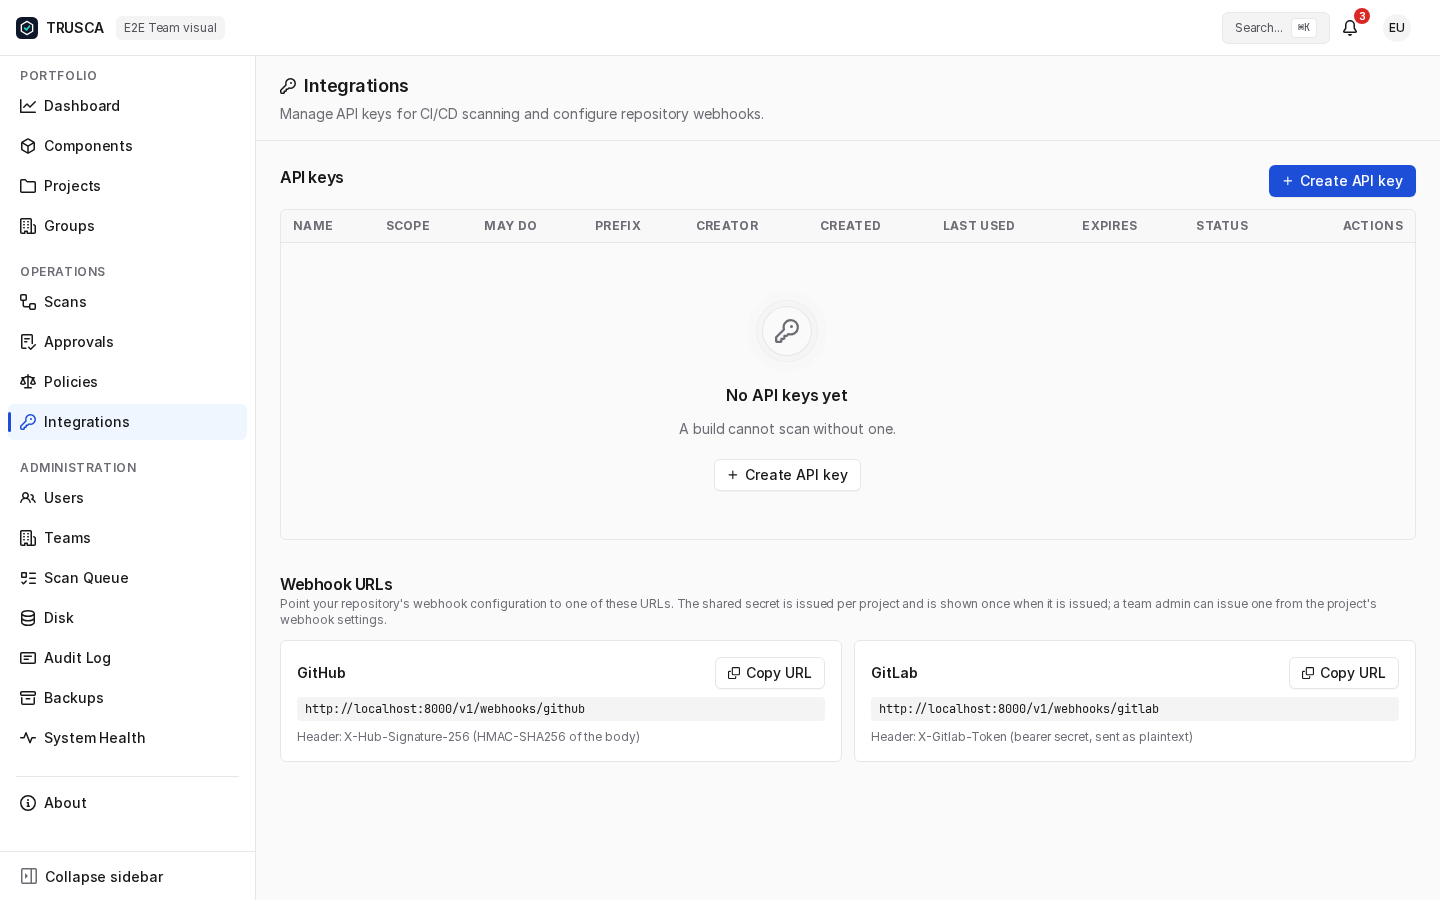 TRUSCA
E2E Team visual
Search...
⌘K
3
EU
PORTFOLIO
Dashboard
Components
Projects
Groups
OPERATIONS
Scans
Approvals
Policies
Integrations
ADMINISTRATION
Users
Teams
Scan Queue
Disk
Audit Log
Backups
System Health
About
Collapse sidebar
Integrations
Manage API keys for CI/CD scanning and configure repository webhooks.
API keys
+ Create API key
NAME SCOPE MAY DO PREFIX CREATOR CREATED LAST USED EXPIRES STATUS ACTIONS
No API keys yet
A build cannot scan without one.
+ Create API key
Webhook URLs
Point your repository's webhook configuration to one of these URLs. The shared secret is issued per project and is shown once when it is issued; a team admin can issue one from the project's
webhook settings.
GitHub
Copy URL
http://localhost:8000/v1/webhooks/github
Header: X-Hub-Signature-256 (HMAC-SHA256 of the body)
GitLab
Copy URL
http://localhost:8000/v1/webhooks/gitlab
Header: X-Gitlab-Token (bearer secret, sent as plaintext)